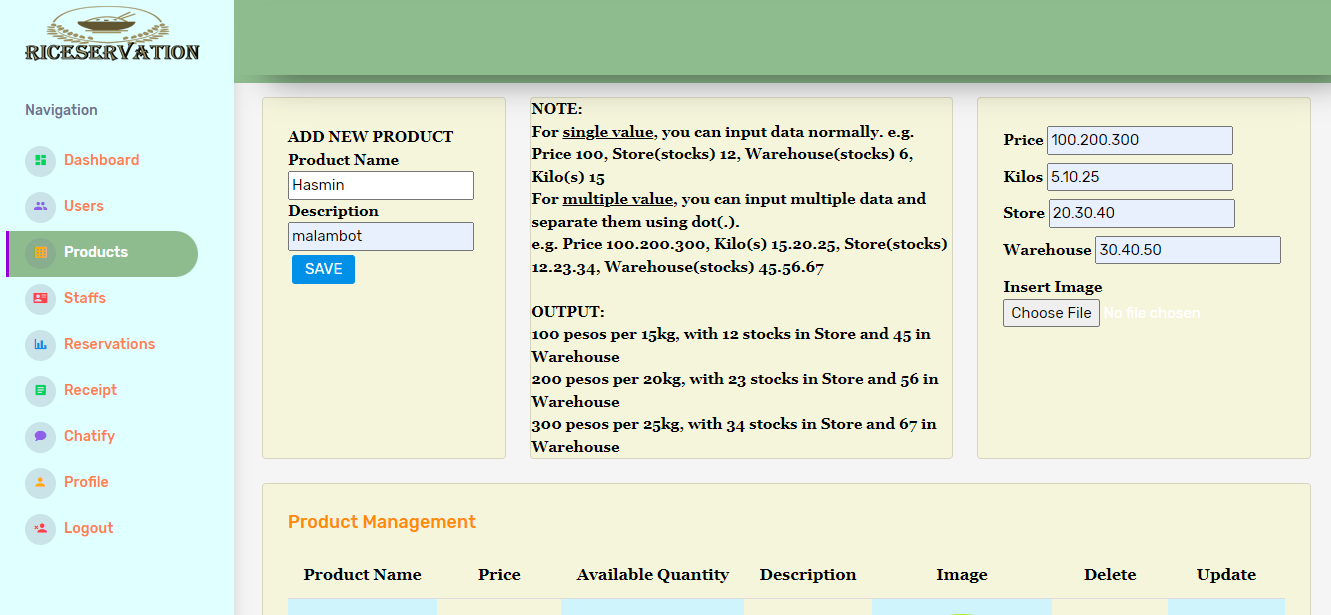 RICESERVATION
Navigation
Dashboard
Users
Products
Staffs
Reservations
Receipt
Chatify
Profile
Logout
ADD NEW PRODUCT
Product Name
Hasmin
Description
malambot
SAVE
NOTE:
For single value, you can input data normally. e.g.
Price 100, Store(stocks) 12, Warehouse(stocks) 6,
Kilo(s) 15
For multiple value, you can input multiple data and
separate them using dot(.).
e.g. Price 100.200.300, Kilo(s) 15.20.25, Store(stocks)
12.23.34, Warehouse(stocks) 45.56.67
OUTPUT:
100 pesos per 15kg, with 12 stocks in Store and 45 in
Warehouse
200 pesos per 20kg, with 23 stocks in Store and 56 in
Warehouse
300 pesos per 25kg, with 34 stocks in Store and 67 in
Warehouse
Price 100.200.300
Kilos 5.10.25
Store 20.30.40
Warehouse 30.40.50
Insert Image
Choose File No file chosen
Product Management
Product Name Price Available Quantity Description Image Delete Update